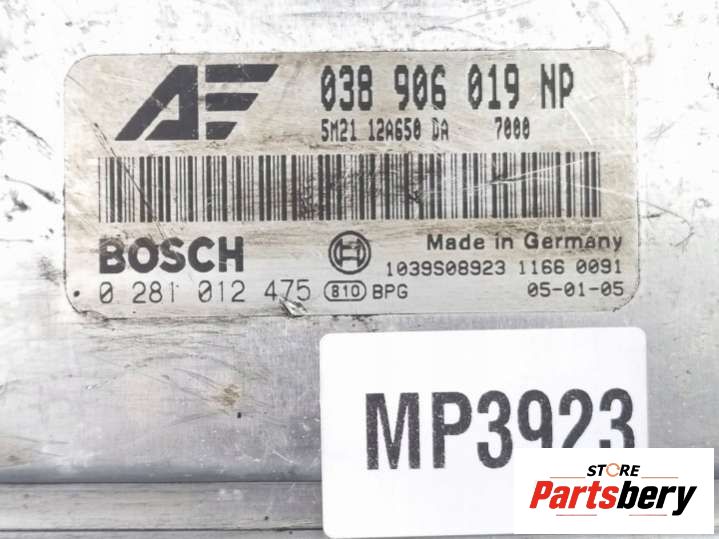 AF 038 906 019 NP
5M21 12A650 DA 7000
BOSCH
Made in Germany
1039S08923 1166 0091
0 281 012 475 810 BPG 05-01-05
MP3923
STORE
Partsbery